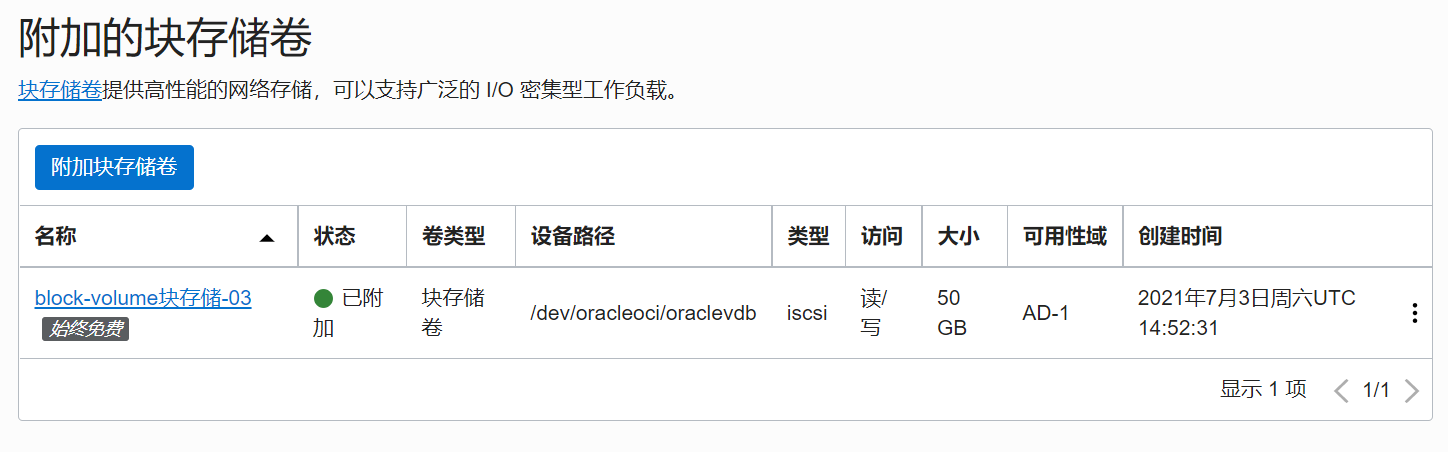 附加的块存储卷
块存储卷提供高性能的网络存储，可以支持广泛的 I/O 密集型工作负载。
附加块存储卷
名称 状态 卷类型 设备路径 类型 访问 大小 可用性域 创建时间
block-volume块存储-03 已附 块存储 /dev/oracleoci/oraclevdb iscsi 读/ 50 AD-1 2021年7月3日周六UTC
始终免费 加 卷 写 GB 14:52:31
显示 1 项 1/1